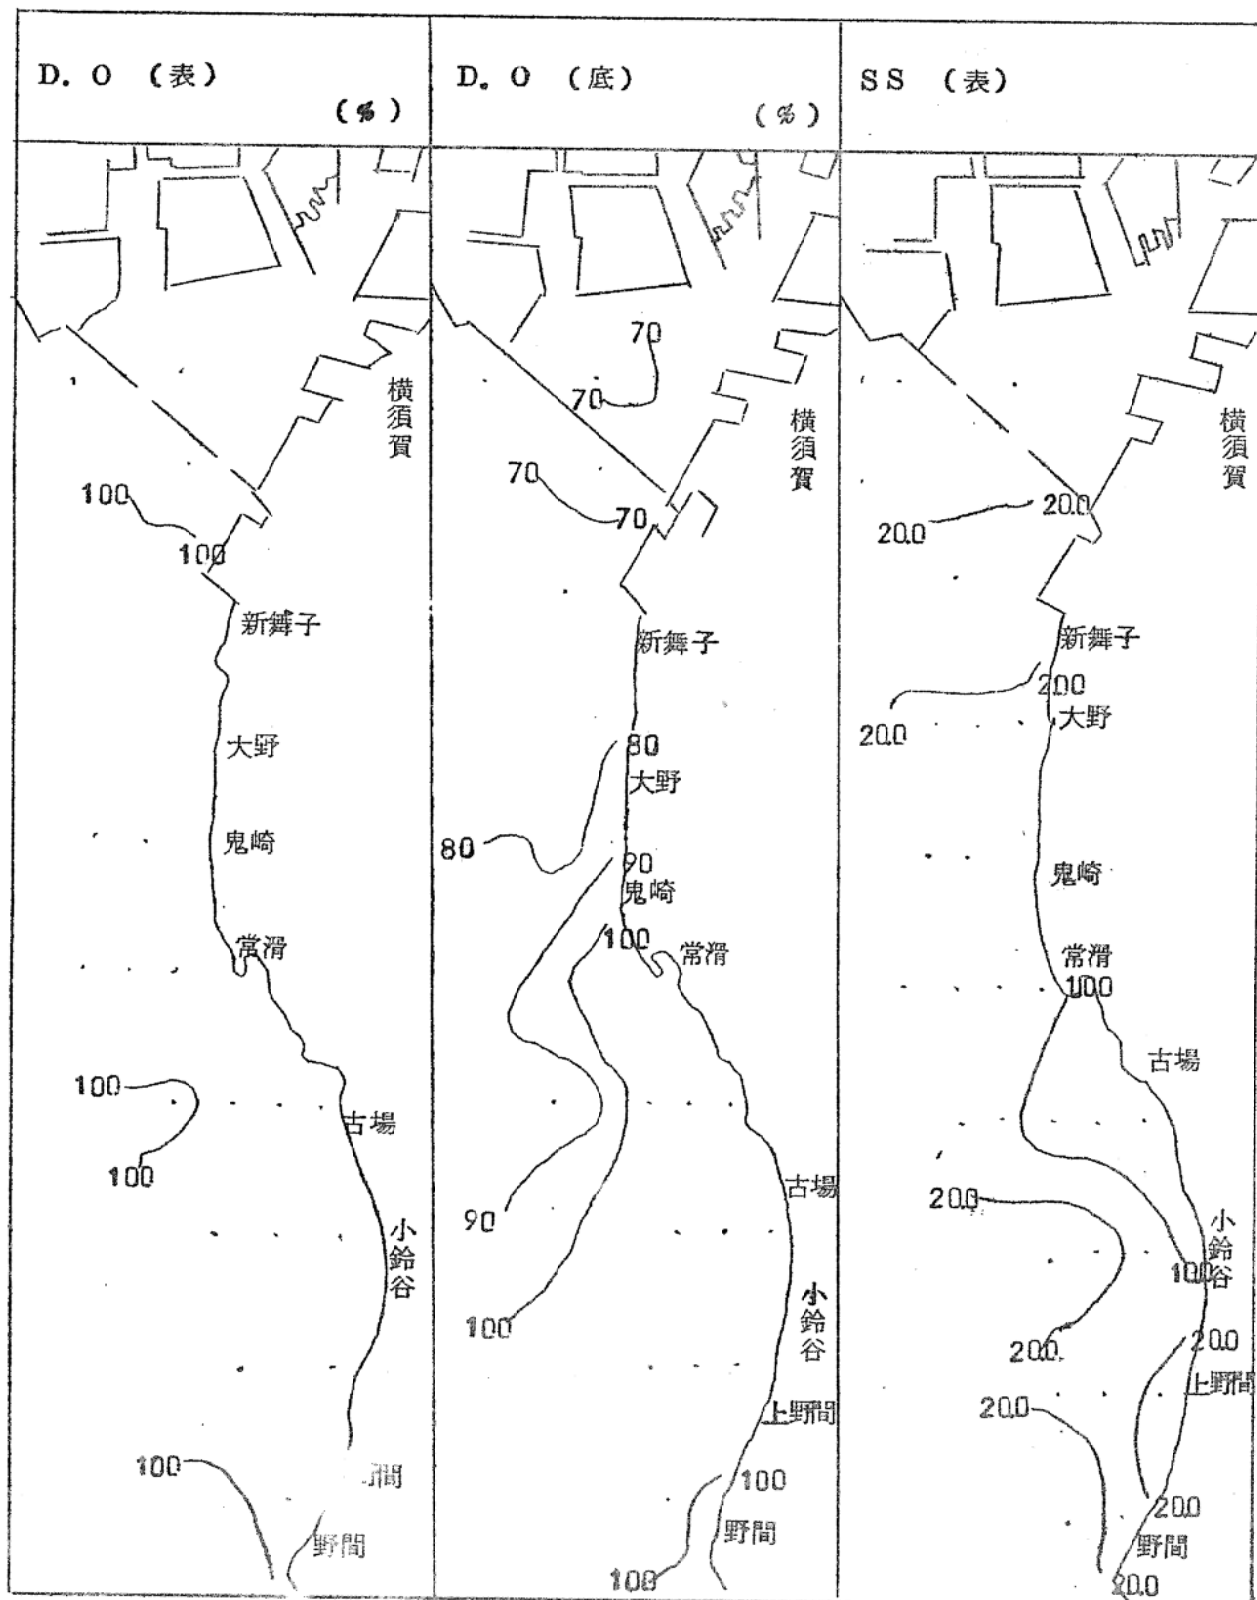 D. O （表）
（％）
横須賀
100
100
新舞子
大野
鬼崎
常滑
100
古場
100
小鈴谷
100
間
野間
D. O （底）
（％）
70
70
横須賀
70
70
新舞子
80
大野
80
90
鬼崎
100
常滑
古場
90
小鈴谷
100
上野間
100
野間
100
SS （表）
横須賀
20.0
20.0
新舞子
20.0
大野
20.0
鬼崎
常滑
10.0
古場
20.0
小鈴谷
10.0
20.0
20.0
上野間
20.0
20.0
野間
20.0